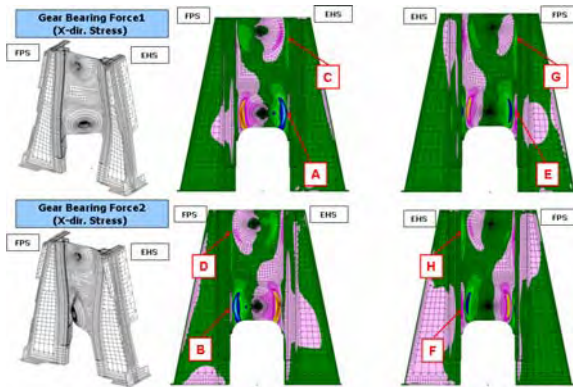 Gear Bearing Force1
(X-dir. Stress)
FPS
EHS
FPS
EHS
EHS
FPS
C
A
G
E
Gear Bearing Force2
(X-dir. Stress)
FPS
EHS
FPS
EHS
EHS
FPS
D
B
H
F